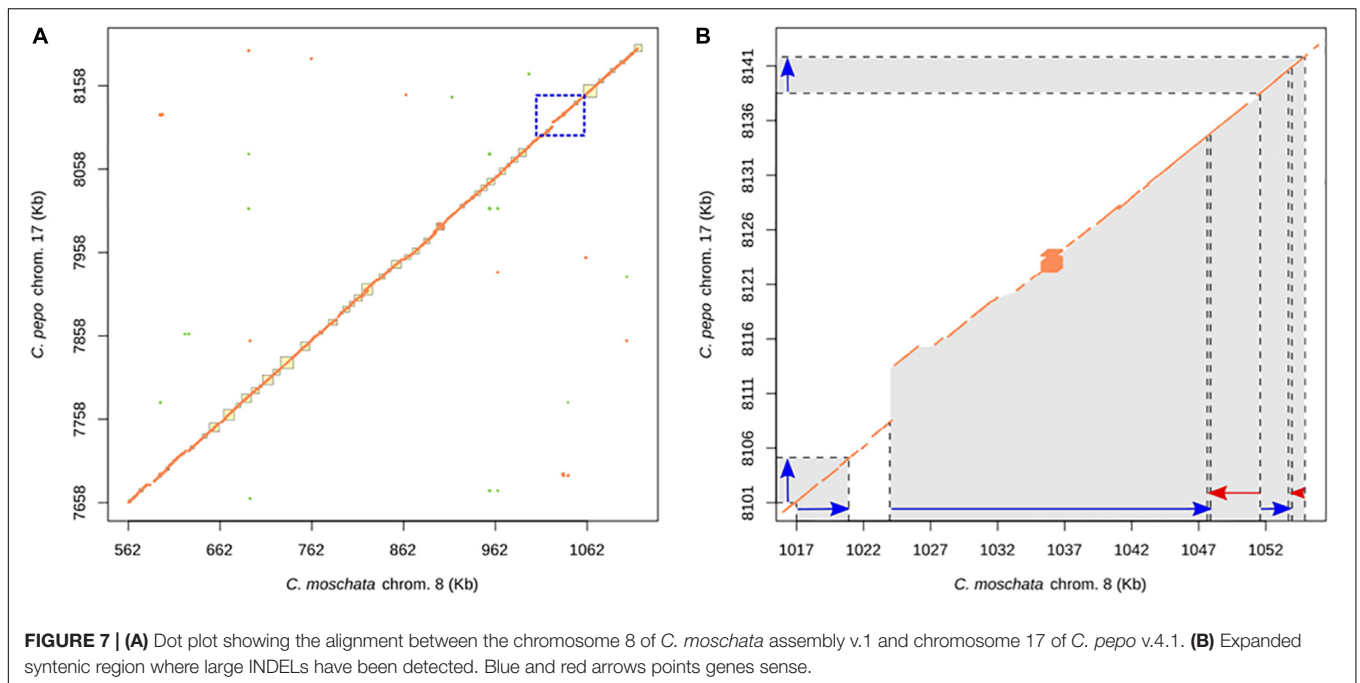 A
B
C. pepo chrom. 17 (Kb)
8158
8058
7958
7858
7758
7658
562 662 762 862 962 1062
C. moschata chrom. 8 (Kb)
C. pepo chrom. 17 (Kb)
8141
8136
8131
8126
8121
8116
8111
8106
8101
1017 1022 1027 1032 1037 1042 1047 1052
C. moschata chrom. 8 (Kb)
FIGURE 7 | (A) Dot plot showing the alignment between the chromosome 8 of C. moschata assembly v.1 and chromosome 17 of C. pepo v.4.1. (B) Expanded
syntenic region where large INDELs have been detected. Blue and red arrows points genes sense.